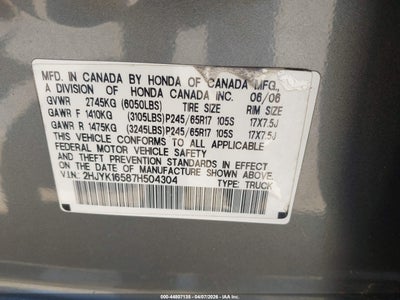 MFD. IN CANADA BY HONDA OF CANADA MFG.,
A DIVISION OF HONDA CANADA INC. 06/06
GVWR 2745KG (6050LBS) TIRE SIZE RIM SIZE
GAWR F 1410KG (3105LBS) P245/65R17 105S 17X7.5J
GAWR R 1475KG (3245LBS) P245/65R17 105S 17X7.5J
THIS VEHICLE CONFORMS TO ALL APPLICABLE
FEDERAL MOTOR VEHICLE SAFETY
AND THEFT PREVENTION STANDARDS IN EFFECT
ON THE DATE OF MANUFACTURE SHOWN ABOVE.
V.I.N.: 2HJYK16587H504304 TYPE: TRUCK
Stock: 44807135 - 04/07/2026 - IAA Inc.